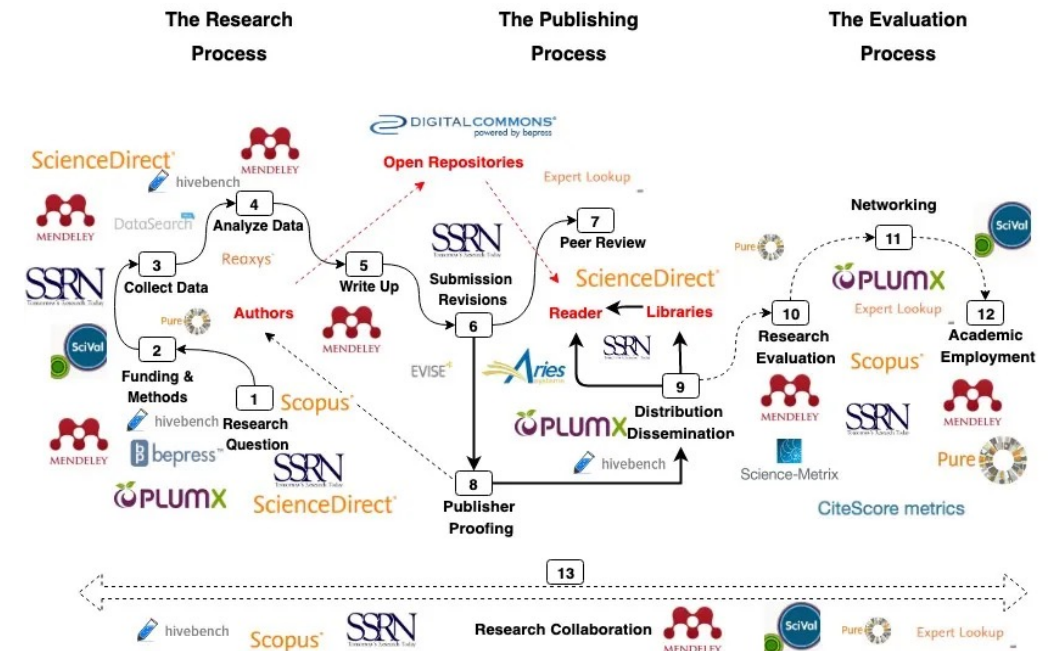 The Research
Process
The Publishing
Process
The Evaluation
Process
DIGITALCOMMONS
powered by bepress
Open Repositories
ScienceDirect
MENDELEY
hivebench
Expert Lookup
4
Analyze Data
MENDELEY
DataSearch
7
Peer Review
Networking
11
SciVal
Pure
SSRN
SSRN
Tomorrow's Research Today
3
Collect Data
Reaxys
5
Write Up
Submission
Revisions
6
ScienceDirect
PLUMX
Expert Lookup
Authors
Reader
Libraries
10
Research
Evaluation
12
Academic
Employment
Pure
MENDELEY
SciVal
2
Funding &
Methods
EVISE
Aries
SSRN
9
Distribution
Dissemination
Scopus
MENDELEY
SSRN
MENDELEY
1
Research
Question
Scopus
hivebench
MENDELEY
bepress
SSRN
PLUMX
ScienceDirect
PLUMX
hivebench
Science-Metrix
Pure
CiteScore metrics
8
Publisher
Proofing
13
hivebench
Scopus
SSRN
Research Collaboration
MENDELEY
SciVal
Pure
Expert Lookup